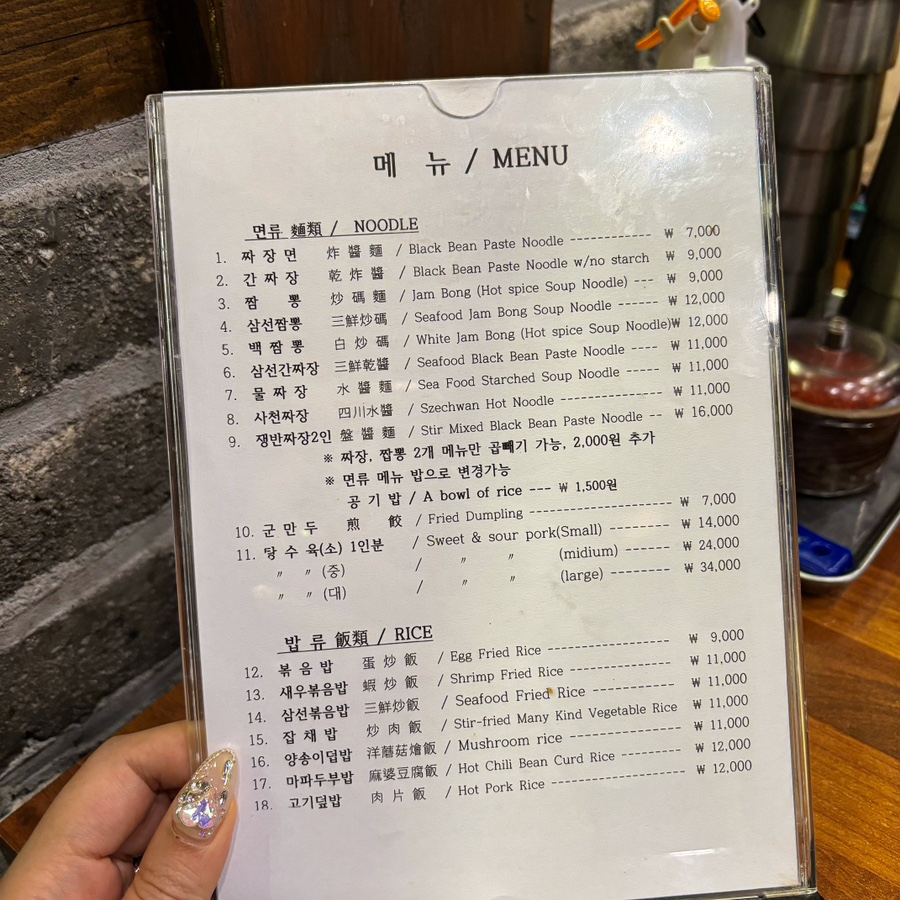 메 뉴 / MENU
면류 麵類 / NOODLE
1. 짜 장 면 炸 醬 麵 / Black Bean Paste Noodle ------------ ₩ 7,000
2. 간 짜 장 乾 炸 醬 / Black Bean Paste Noodle w/no starch ₩ 9,000
3. 짬 뽕 炒 碼 麵 / Jam Bong (Hot spice Soup Noodle) --- ₩ 9,000
4. 삼선짬뽕 三鮮炒碼 / Seafood Jam Bong Soup Noodle ------ ₩ 12,000
5. 백 짬 뽕 白 炒 碼 / White Jam Bong (Hot spice Soup Noodle)₩ 12,000
6. 삼선간짜장 三鮮乾醬 / Seafood Black Bean Paste Noodle ---- ₩ 11,000
7. 물 짜 장 水 醬 麵 / Sea Food Starched Soup Noodle ------ ₩ 11,000
8. 사천짜장 四川水醬 / Szechwan Hot Noodle ---------------- ₩ 11,000
9. 쟁반짜장2인 盤 醬 麵 / Stir Mixed Black Bean Paste Noodle -- ₩ 16,000
※ 짜장, 짭뽕 2개 메뉴만 곱빼기 가능, 2,000원 추가
※ 면류 메뉴 밥으로 변경가능
공 기 밥 / A bowl of rice --- ₩ 1,500원
10. 군 만 두 煎 餃 / Fried Dumpling ---------------------- ₩ 7,000
11. 탕 수 육(소) 1인분 / Sweet & sour pork(Small) --------- ₩ 14,000
〃 〃 (중) / 〃 〃 (midium) ------- ₩ 24,000
〃 〃 (대) / 〃 〃 (large) --------- ₩ 34,000
밥 류 飯類 / RICE
12. 볶 음 밥 蛋 炒 飯 / Egg Fried Rice ------------------ ₩ 9,000
13. 새우볶음밥 蝦 炒 飯 / Shrimp Fried Rice --------------- ₩ 11,000
14. 삼선볶음밥 三鮮炒飯 / Seafood Fried Rice ------------ ₩ 11,000
15. 잡 채 밥 炒 肉 飯 / Stir-fried Many Kind Vegetable Rice ₩ 11,000
16. 양송이덥밥 洋蘑菇燴飯 / Mushroom rice ---------------- ₩ 11,000
17. 마파두부밥 麻婆豆腐飯 / Hot Chili Bean Curd Rice --------- ₩ 12,000
18. 고기덮밥 肉 片 飯 / Hot Pork Rice -------------------- ₩ 12,000